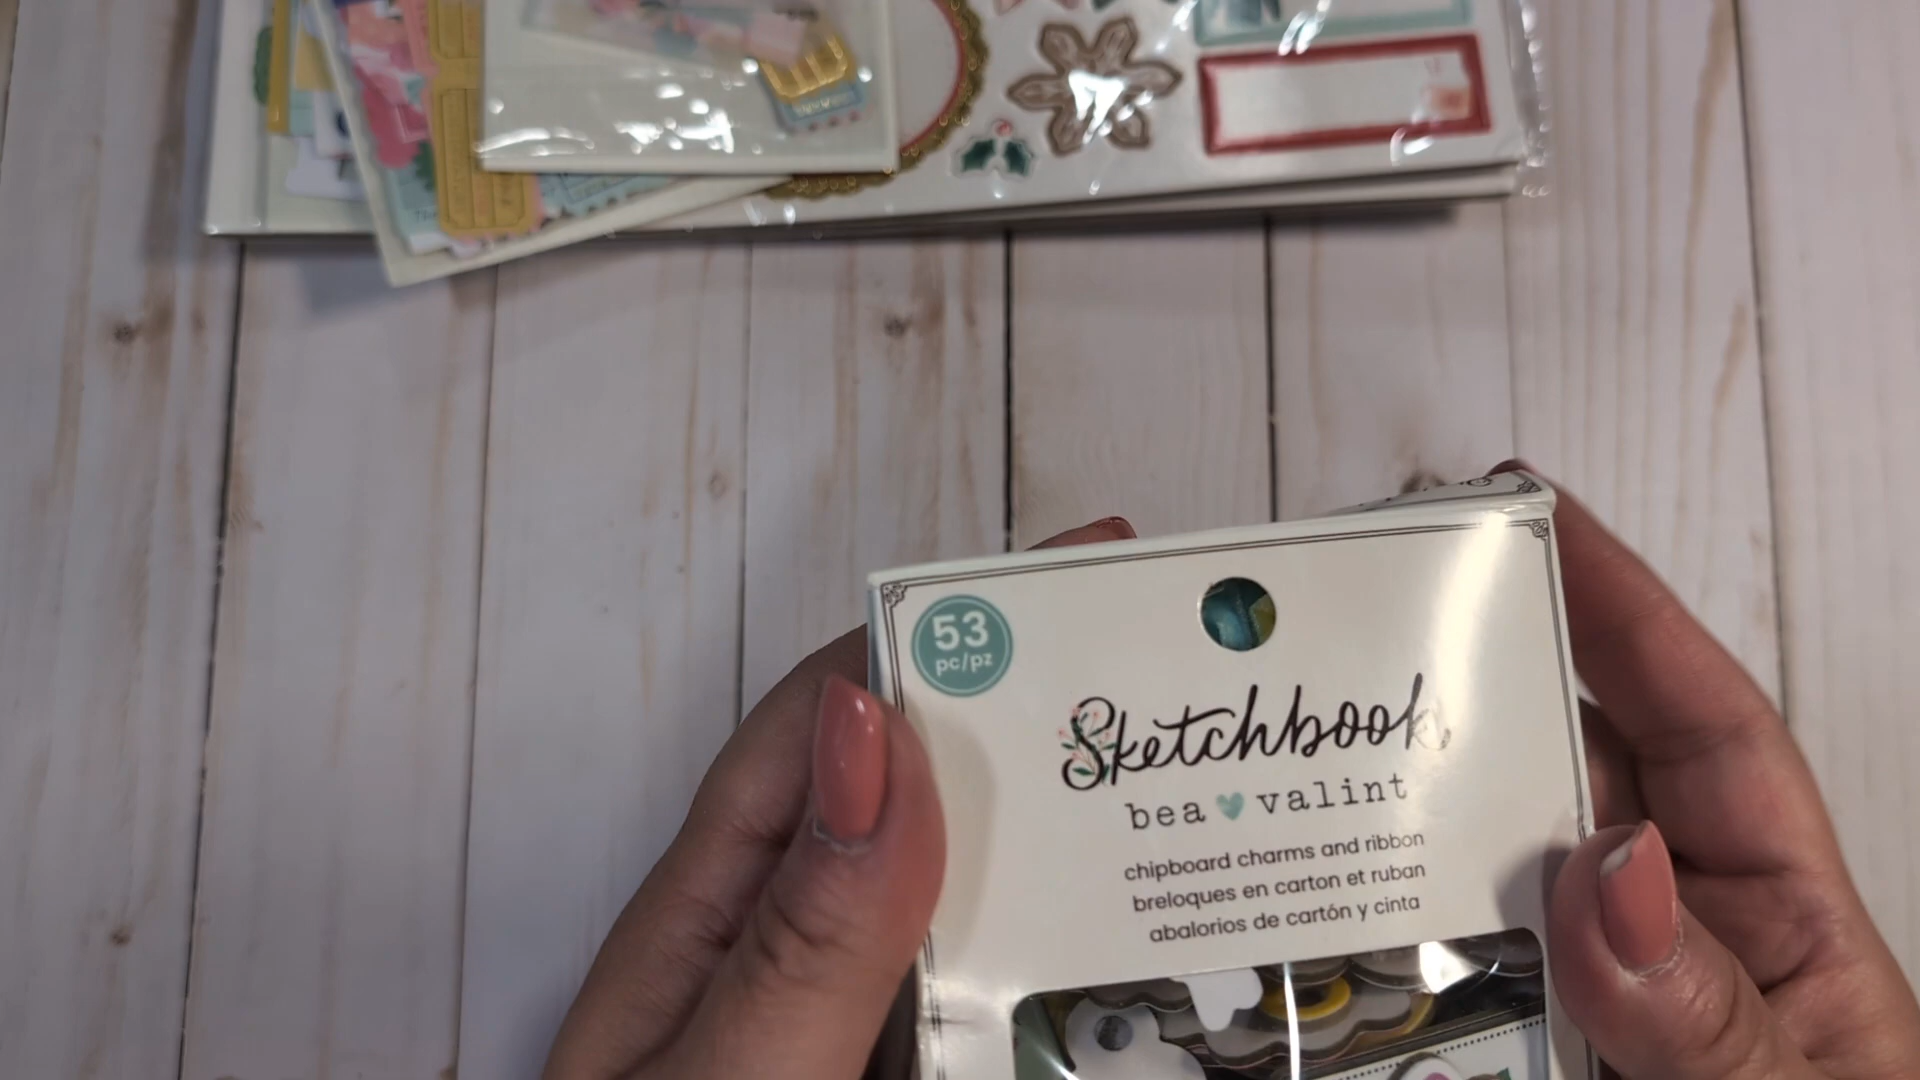 53
pc/pz
Sketchbook
bea valint
chipboard charms and ribbon
breloques en carton et ruban
abalorios de cartón y cinta